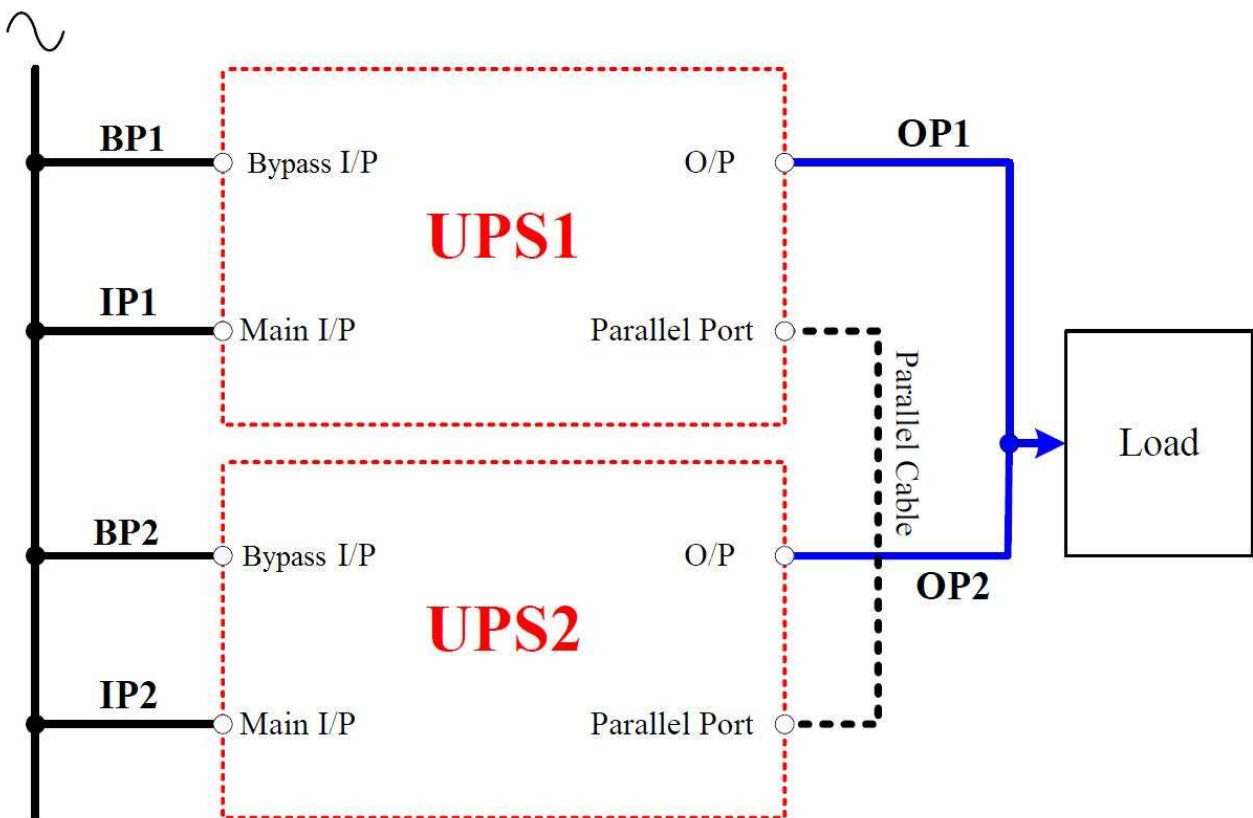 BP1
Bypass I/P
O/P
OP1
UPS1
IP1
Main I/P
Parallel Port
Parallel Cable
Load
BP2
Bypass I/P
O/P
OP2
UPS2
IP2
Main I/P
Parallel Port